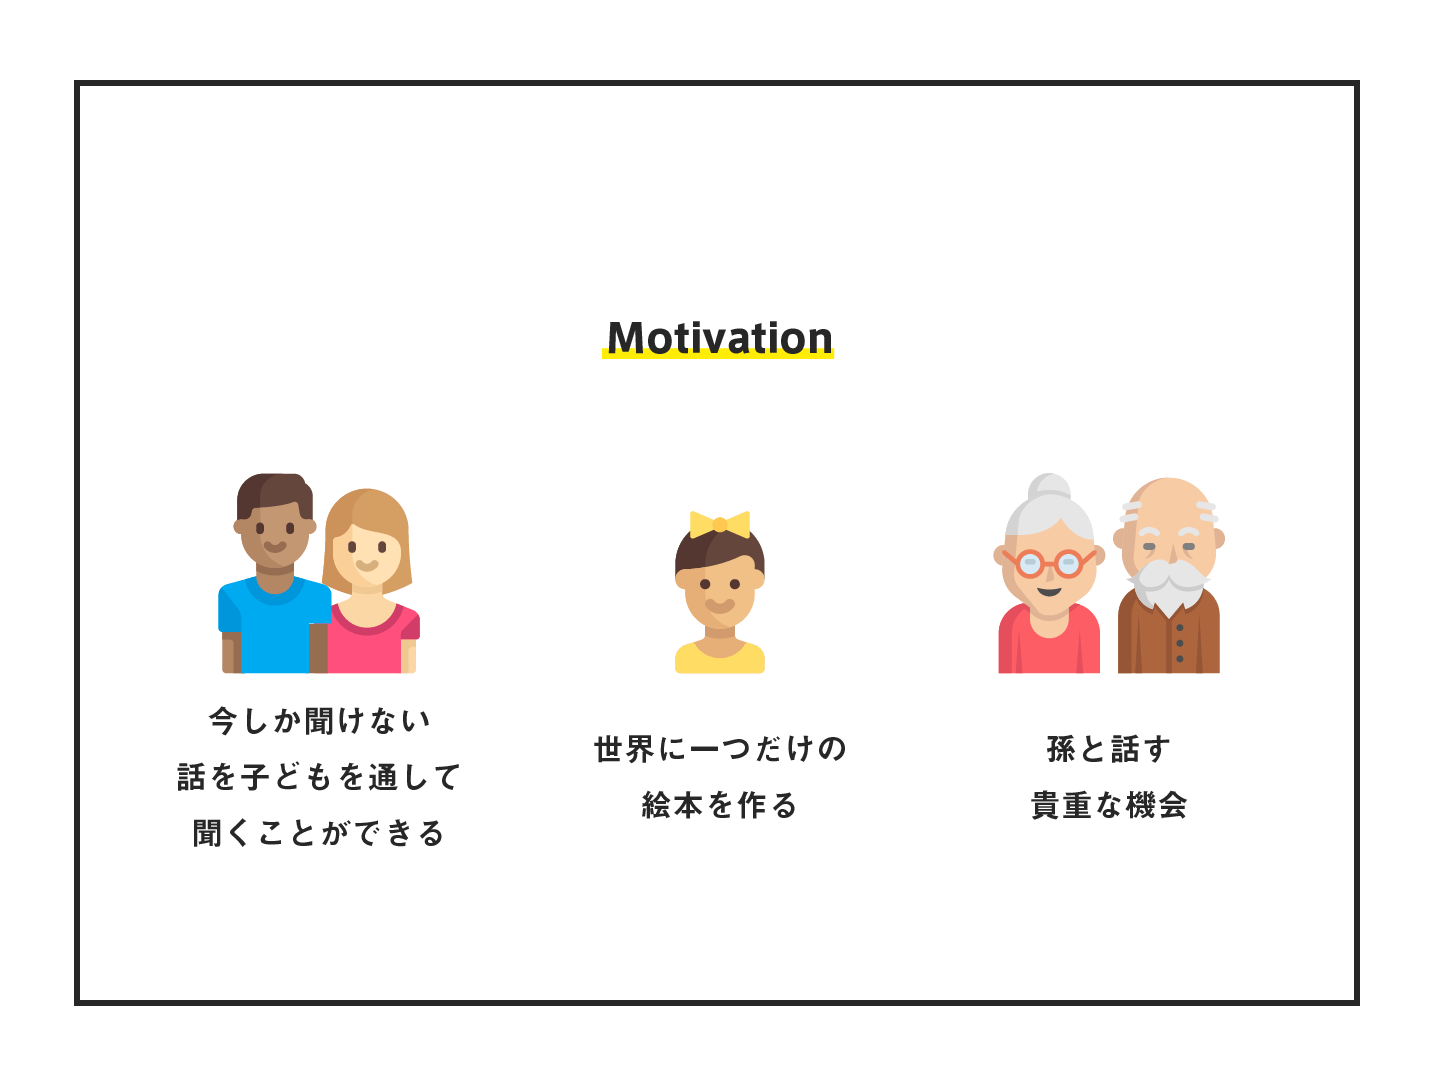 Motivation
今しか聞けない
話を子どもを通して
聞くことができる
世界に一つだけの
絵本を作る
孫と話す
貴重な機会